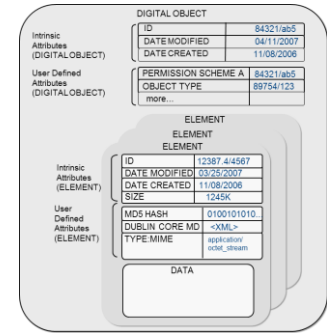 DIGITAL OBJECT
Intrinsic
Attributes
(DIGITAL OBJECT)
ID 84321/ab5
DATE MODIFIED 04/11/2007
DATE CREATED 11/08/2006
User Defined
Attributes
(DIGITAL OBJECT)
PERMISSION SCHEME A 84321/ab5
OBJECT TYPE 89754/123
more...
ELEMENT
ELEMENT
ELEMENT
Intrinsic
Attributes
(ELEMENT)
ID 12387.4/4567
DATE MODIFIED 03/25/2007
DATE CREATED 11/08/2006
SIZE 1245K
User
Defined
Attributes
(ELEMENT)
MD5 HASH 0100101010...
DUBLIN CORE MD <XML>
TYPE:MIME application/
octet_stream
DATA